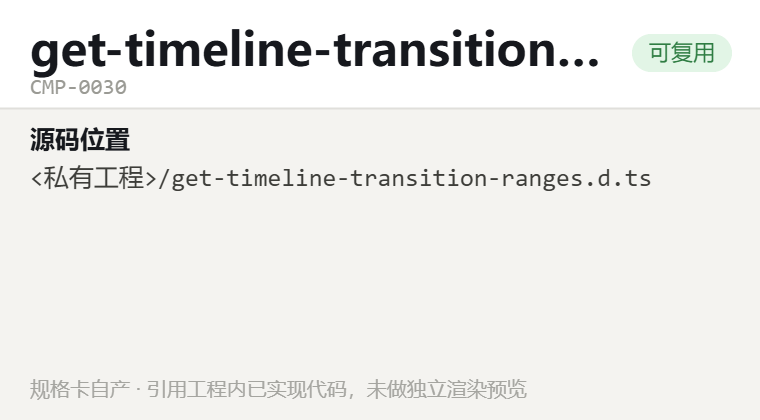 get-timeline-transition...
可复用
CMP-0030
源码位置
<私有工程>/get-timeline-transition-ranges.d.ts
规格卡自产 · 引用工程内已实现代码，未做独立渲染预览